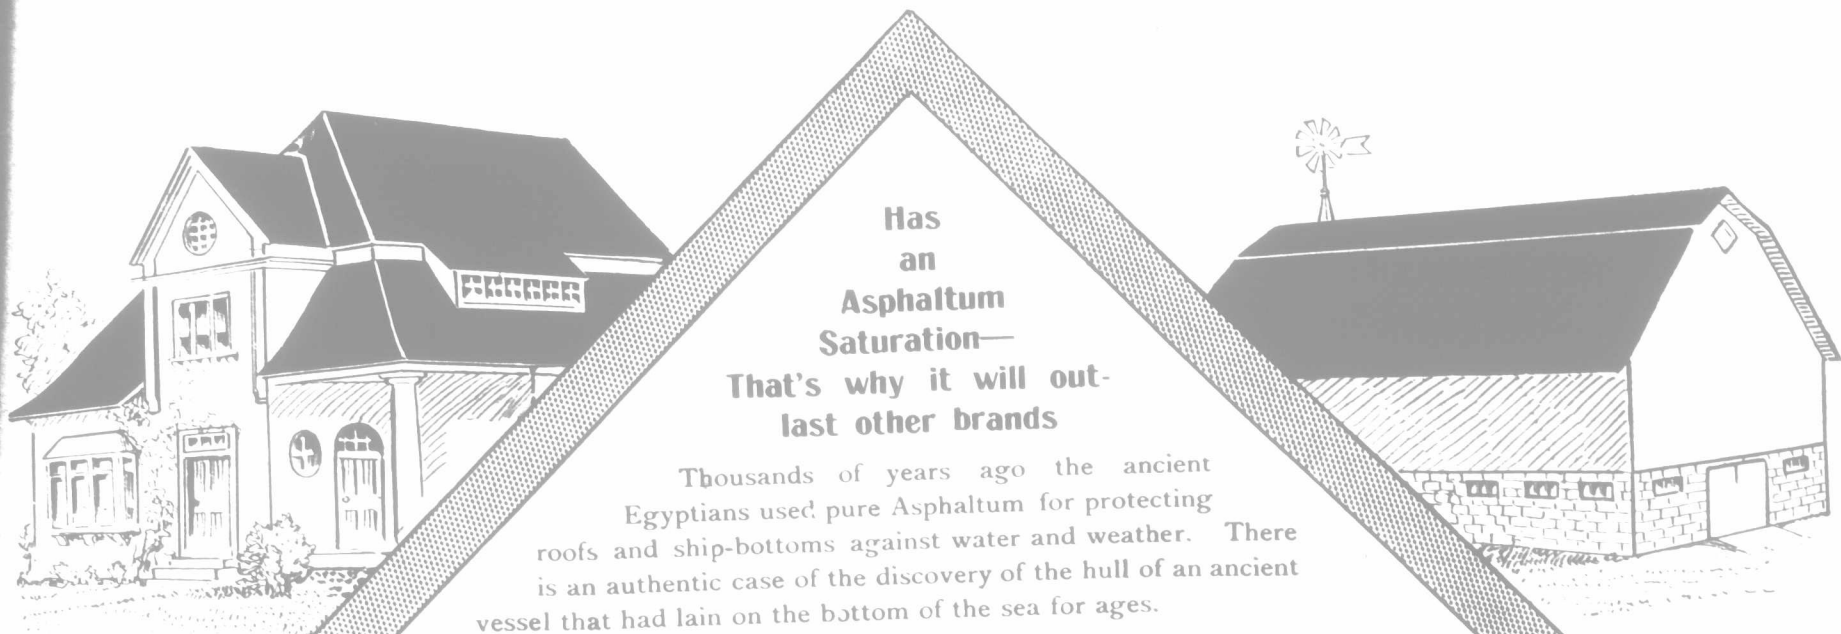 Has
an
Asphaltum
Saturation—
That's why it will out-
last other brands
Thousands of years ago the ancient
Egyptians used pure Asphaltum for protecting
roofs and ship-bottoms against water and weather. There
is an authentic case of the discovery of the hull of an ancient
vessel that had lain on the bottom of the sea for ages.